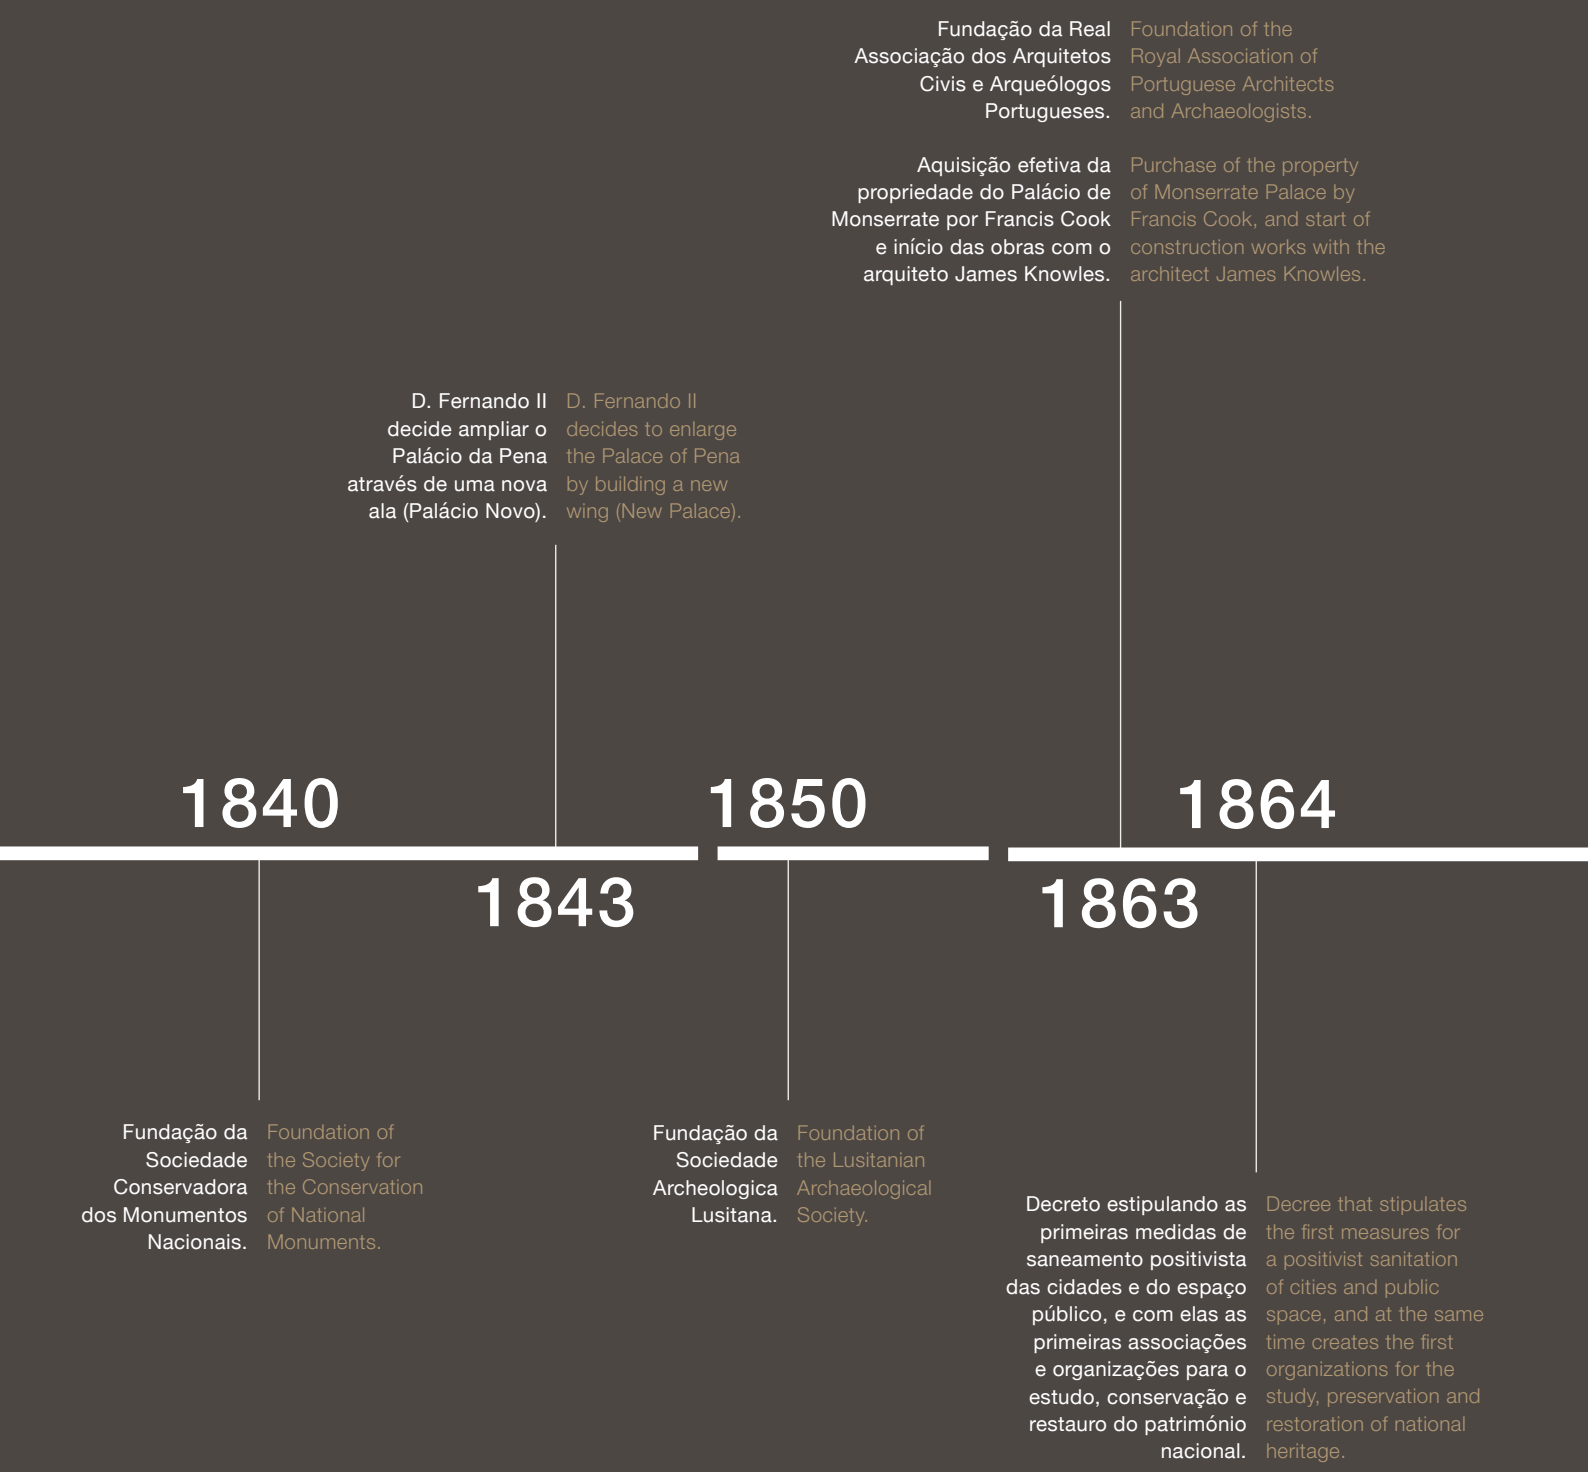 Fundação da Real
Associação dos Arquitetos
Civis e Arqueólogos
Portugueses.
Foundation of the
Royal Association of
Portuguese Architects
and Archaeologists.
Aquisição efetiva da
propriedade do Palácio de
Monserrate por Francis Cook
e início das obras com o
arquiteto James Knowles.
Purchase of the property
of Monserrate Palace by
Francis Cook, and start of
construction works with the
architect James Knowles.
D. Fernando II
decide ampliar o
Palácio da Pena
através de uma nova
ala (Palácio Novo).
D. Fernando II
decides to enlarge
the Palace of Pena
by building a new
wing (New Palace).
1840
1850
1864
1843
1863
Fundação da
Sociedade
Conservadora
dos Monumentos
Nacionais.
Foundation of
the Society for
the Conservation
of National
Monuments.
Fundação da
Sociedade
Archeologica
Lusitana.
Foundation of
the Lusitanian
Archaeological
Society.
Decreto estipulando as
primeiras medidas de
saneamento positivista
das cidades e do espaço
público, e com elas as
primeiras associações
e organizações para o
estudo, conservação e
restauro do património
nacional.
Decree that stipulates
the first measures for
a positivist sanitation
of cities and public
space, and at the same
time creates the first
organizations for the
study, preservation and
restoration of national
heritage.